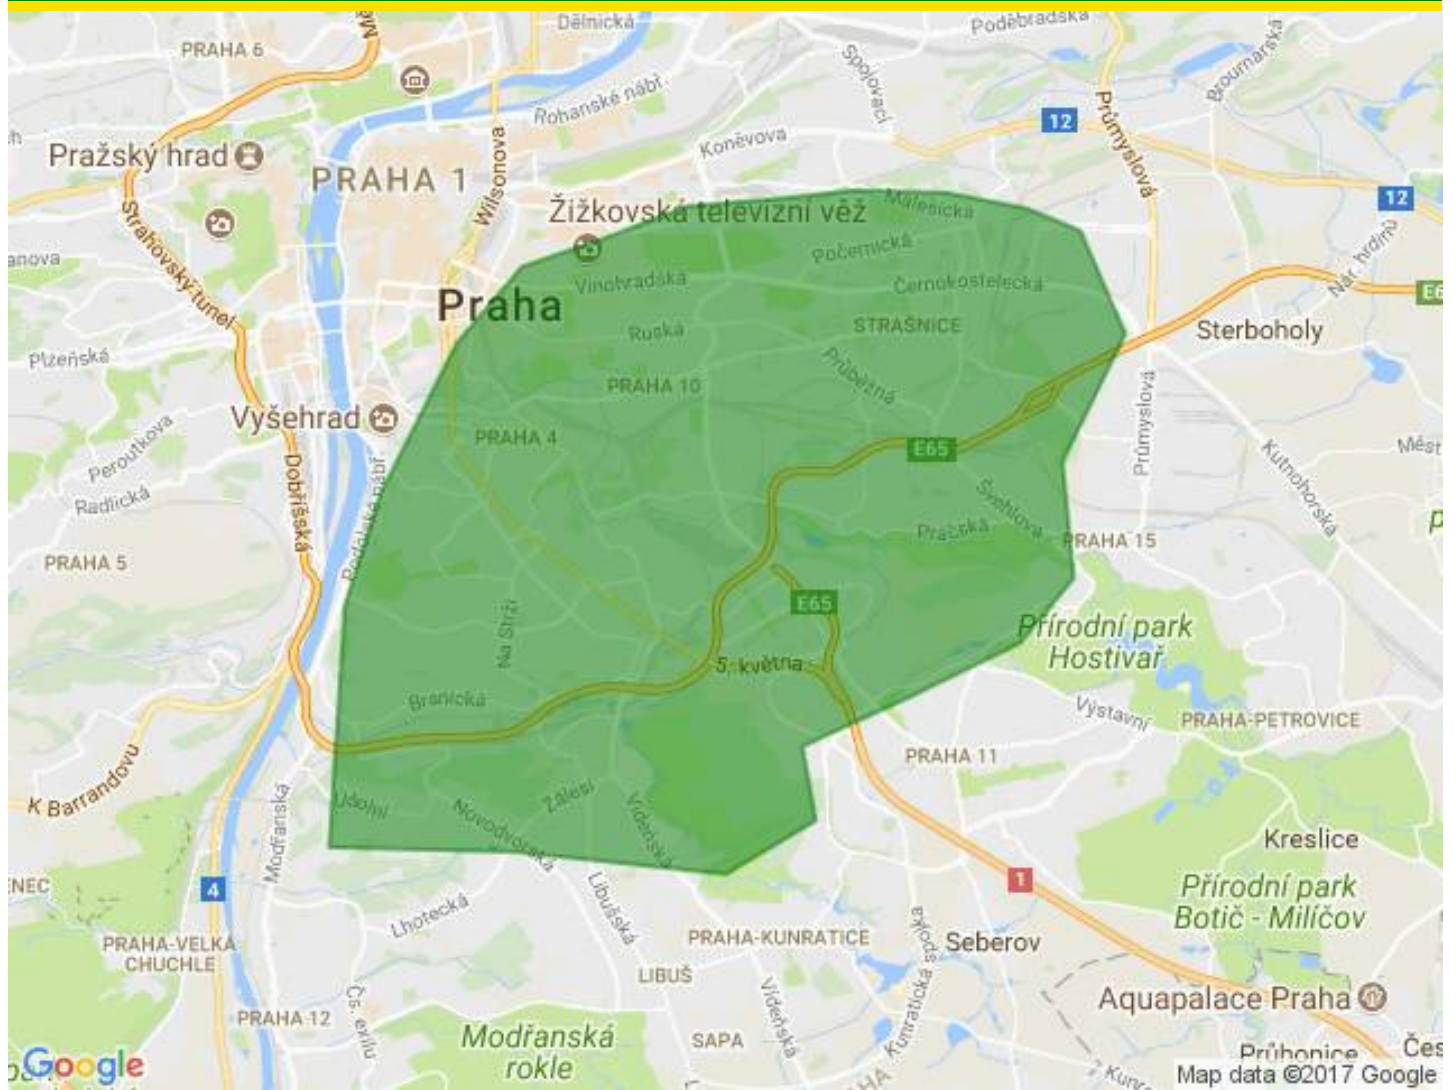 Dělnická
Poděbradská
PRAHA 6
Spojovací
Rohanské nábř.
12
Průmyslová
Koněvova
Pražský hrad
PRAHA 1
Wilsonova
12
Žižkovská televizní věž
Malešická
Strahovský tunel
Počernická
Nár. hrdinů
Vinohradská
Černokostelecká
Praha
STRAŠNICE
Sterboholy
Ruská
Plzeňská
Průběžná
PRAHA 10
Vyšehrad
PRAHA 4
Průmyslová
Peroutkova
E65
Kutnohorská
Radlická
Dobříšská
Podolské nábř.
Švehlova
Pračská
PRAHA 15
PRAHA 5
E65
Na Strži
Přírodní park
Hostivař
5. května
Branická
Výstavní
PRAHA-PETROVICE
PRAHA 11
K Barrandovu
Údolní
Zálesí
Novodvorská
Vídeňská
Modřanská
Kreslice
4
1
Přírodní park
Botič - Milíčov
Lhotecká
Libušská
PRAHA-VELKÁ
CHUCHLE
PRAHA-KUNRATICE
Seberov
LIBUŠ
Vídeňská
Kunratická spojka
Aquapalace Praha
Čs. exilu
PRAHA 12
Modřanská
rokle
SAPA
Průhonice
Google
Map data ©2017 Google